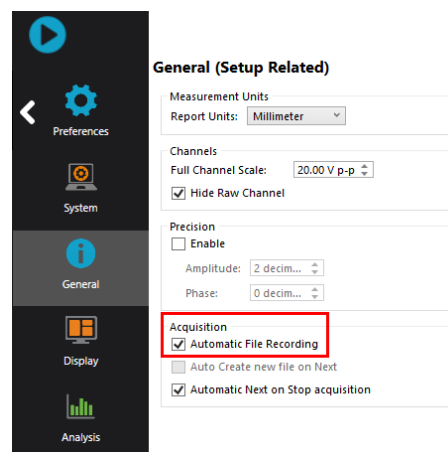 General (Setup Related)
Preferences
System
General
Display
Analysis
Measurement Units
Report Units: Millimeter
Channels
Full Channel Scale: 20.00 V p-p
Hide Raw Channel
Precision
Enable
Amplitude: 2 decim...
Phase: 0 decim...
Acquisition
Automatic File Recording
Auto Create new file on Next
Automatic Next on Stop acquisition